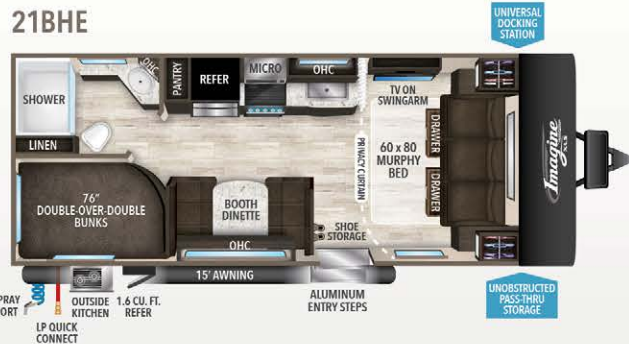 21BHE
UNIVERSAL
DOCKING
STATION
SHOWER
LINEN
OHC
PANTRY
REFER
MICRO
OHC
TV ON
SWINGARM
60 x 80
MURPHY
BED
DRAWER
DRAWER
PRIVACY CURTAIN
Imagine
XLS
76"
DOUBLE-OVER-DOUBLE
BUNKS
BOOTH
DINETTE
OHC
SHOE
STORAGE
15' AWNING
OUTSIDE
KITCHEN
1.6 CU. FT.
REFER
LP QUICK
CONNECT
ALUMINUM
ENTRY STEPS
UNOBSTRUCTED
PASS-THRU
STORAGE